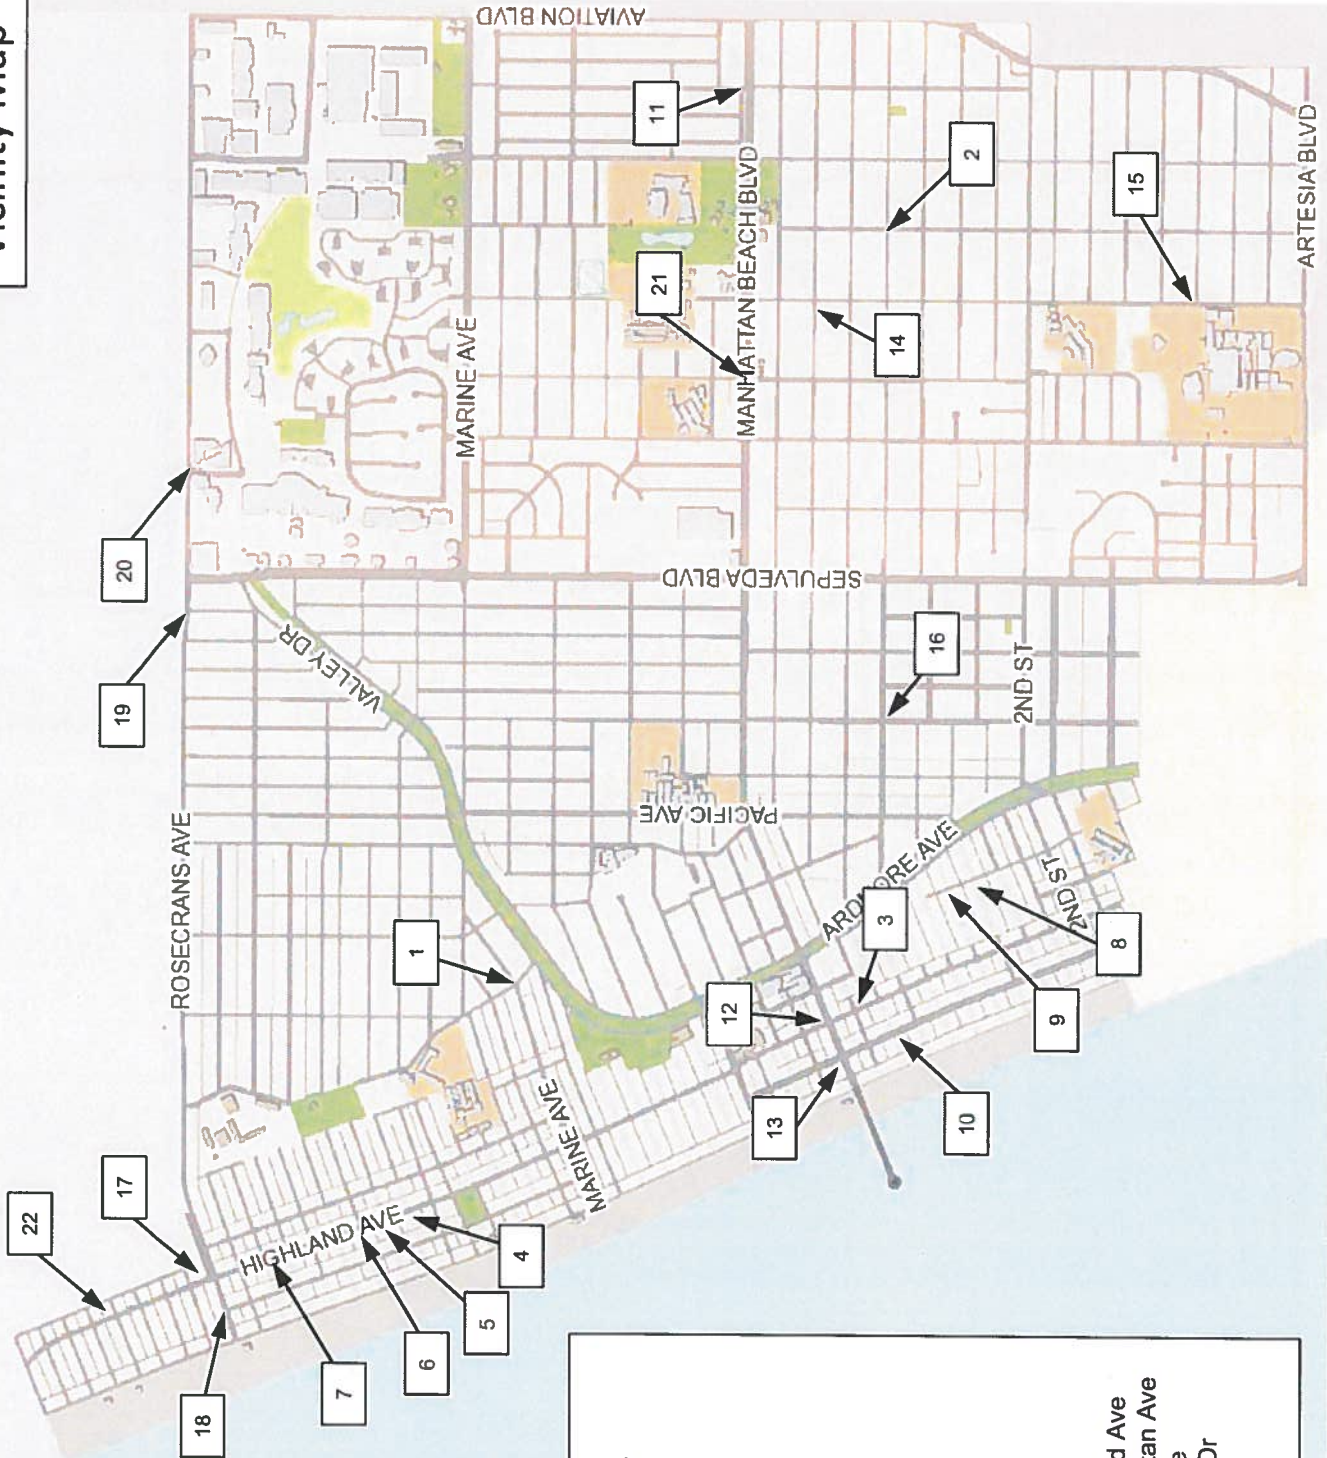 Vicinity Map
AVIATION BLVD
11
2
MANHATTAN BEACH BLVD
15
ARTESIA BLVD
21
14
MARINE AVE
20
SEPULVEDA BLVD
19
VALLEY DR
16
2ND ST
ROSECRANS AVE
PACIFIC AVE
ARDMORE AVE
1
3
2ND ST
8
12
9
13
10
MARINE AVE
17
22
HIGHLAND AVE
4
5
6
7
18
d Ave
tan Ave
e
Dr